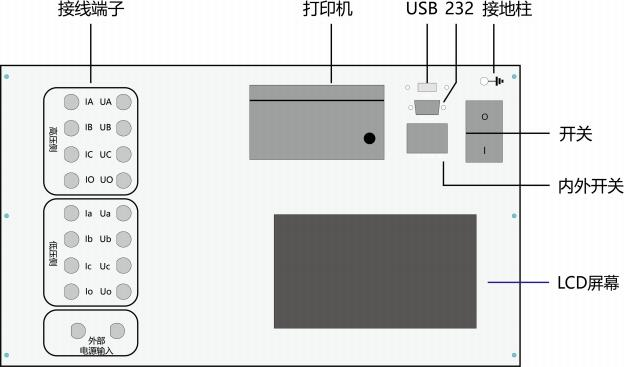 接线端子
打印机
USB 232 接地柱
IA UA
IB UB
IC UC
IO UO
高压侧
O
I
开关
内外开关
Ia Ua
Ib Ub
Ic Uc
Io Uo
低压侧
LCD屏幕
外部
电源输入